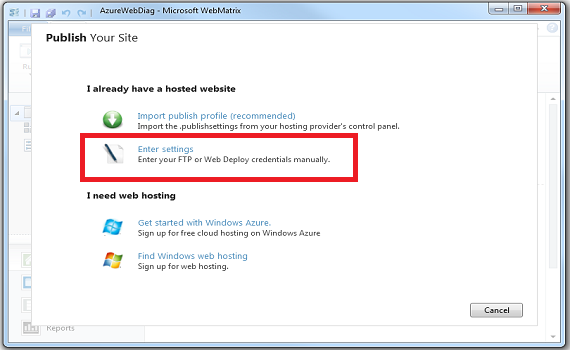 AzureWebDiag - Microsoft WebMatrix
Publish Your Site
I already have a hosted website
Import publish profile (recommended)
Import the .publishsettings from your hosting provider's control panel.
Enter settings
Enter your FTP or Web Deploy credentials manually.
I need web hosting
Get started with Windows Azure.
Sign up for free cloud hosting on Windows Azure
Find Windows web hosting
Sign up for web hosting.
Cancel
Reports